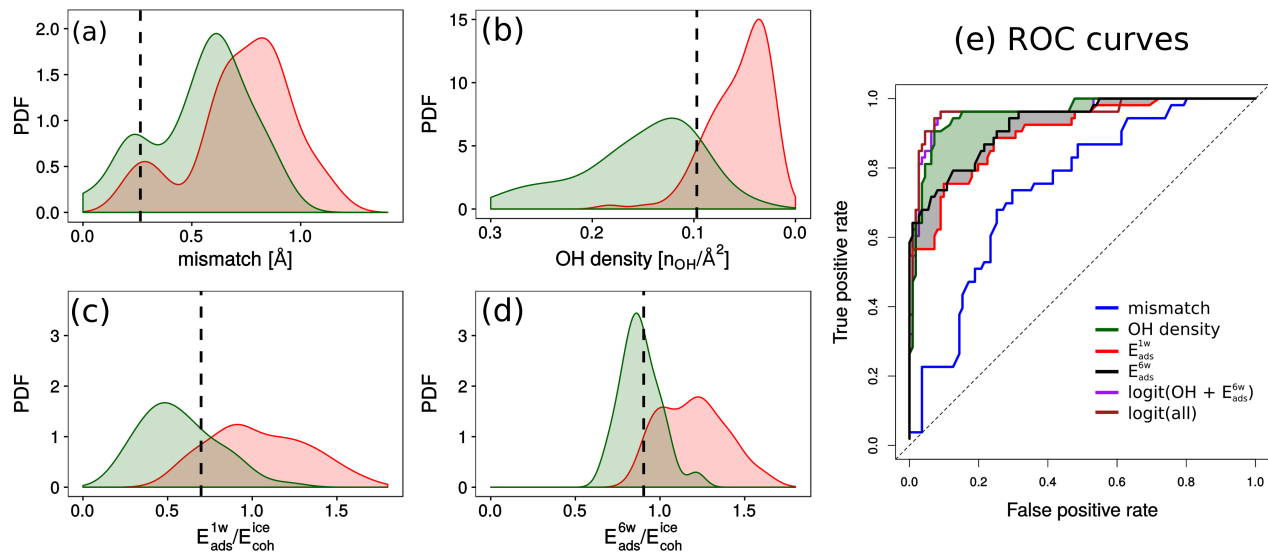 (a)
PDF
2.0
1.5
1.0
0.5
0.0
0.0 0.5 1.0
mismatch [Å]
(b)
PDF
15
10
5
0
0.3 0.2 0.1 0.0
OH density [n_OH/Å²]
(c)
PDF
3
2
1
0
0.0 0.5 1.0 1.5
E_ads^1w/E_coh^ice
(d)
PDF
3
2
1
0
0.0 0.5 1.0 1.5
E_ads^6w/E_coh^ice
(e) ROC curves
True positive rate
1.0
0.8
0.6
0.4
0.2
0.0
mismatch
OH density
E_ads^1w
E_ads^6w
logit(OH + E_ads^6w)
logit(all)
0.0 0.2 0.4 0.6 0.8 1.0
False positive rate